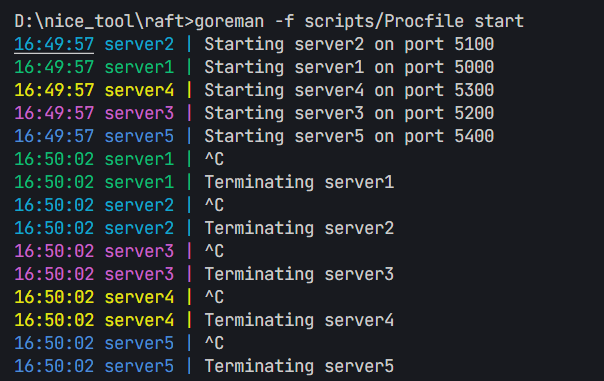 D:\nice_tool\raft>goreman -f scripts/Procfile start
16:49:57 server2 | Starting server2 on port 5100
16:49:57 server1 | Starting server1 on port 5000
16:49:57 server4 | Starting server4 on port 5300
16:49:57 server3 | Starting server3 on port 5200
16:49:57 server5 | Starting server5 on port 5400
16:50:02 server1 | ^C
16:50:02 server1 | Terminating server1
16:50:02 server2 | ^C
16:50:02 server2 | Terminating server2
16:50:02 server3 | ^C
16:50:02 server3 | Terminating server3
16:50:02 server4 | ^C
16:50:02 server4 | Terminating server4
16:50:02 server5 | ^C
16:50:02 server5 | Terminating server5